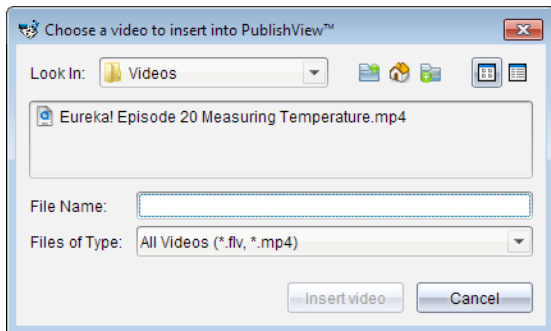 Choose a video to insert into PublishView™
Look In: Videos
Eureka! Episode 20 Measuring Temperature.mp4
File Name:
Files of Type: All Videos (*.flv, *.mp4)
Insert video Cancel